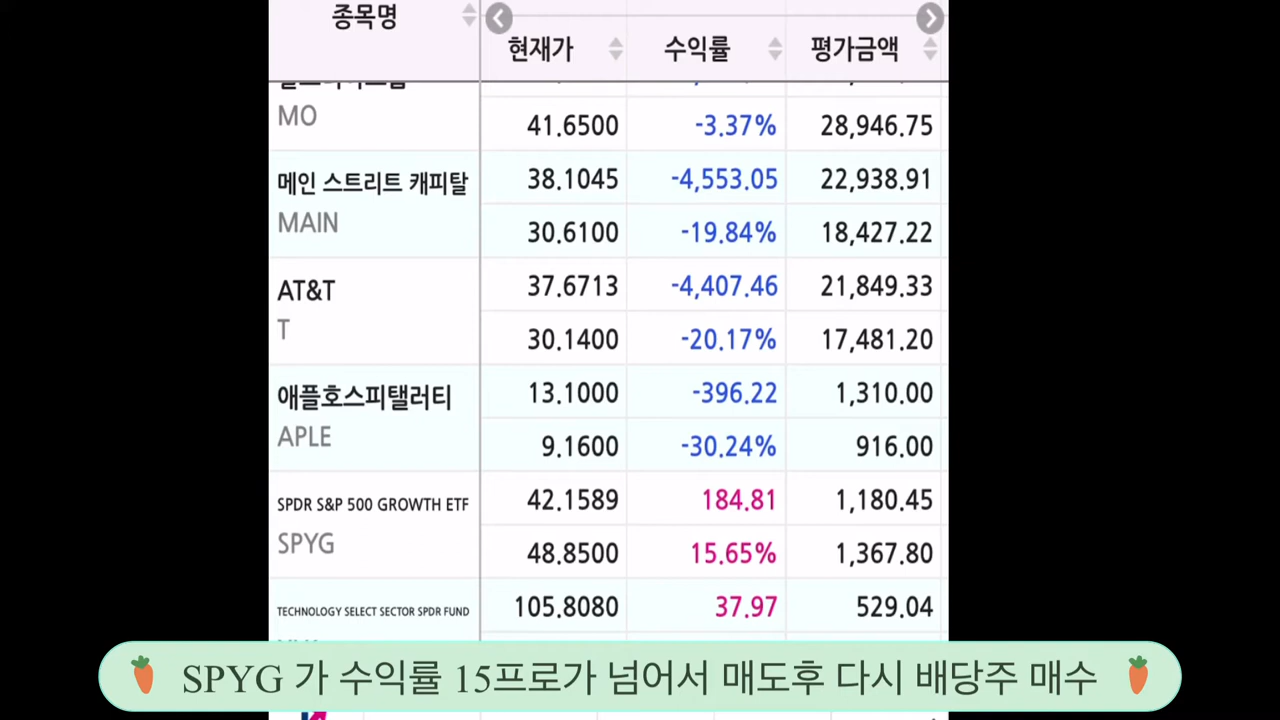 종목명
현재가 수익률 평가금액
MO 41.6500 -3.37% 28,946.75
메인 스트리트 캐피탈 38.1045 -4,553.05 22,938.91
MAIN 30.6100 -19.84% 18,427.22
AT&T 37.6713 -4,407.46 21,849.33
T 30.1400 -20.17% 17,481.20
애플호스피탤러티 13.1000 -396.22 1,310.00
APLE 9.1600 -30.24% 916.00
SPDR S&P 500 GROWTH ETF 42.1589 184.81 1,180.45
SPYG 48.8500 15.65% 1,367.80
TECHNOLOGY SELECT SECTOR SPDR FUND 105.8080 37.97 529.04
SPYG 가 수익률 15프로가 넘어서 매도후 다시 배당주 매수